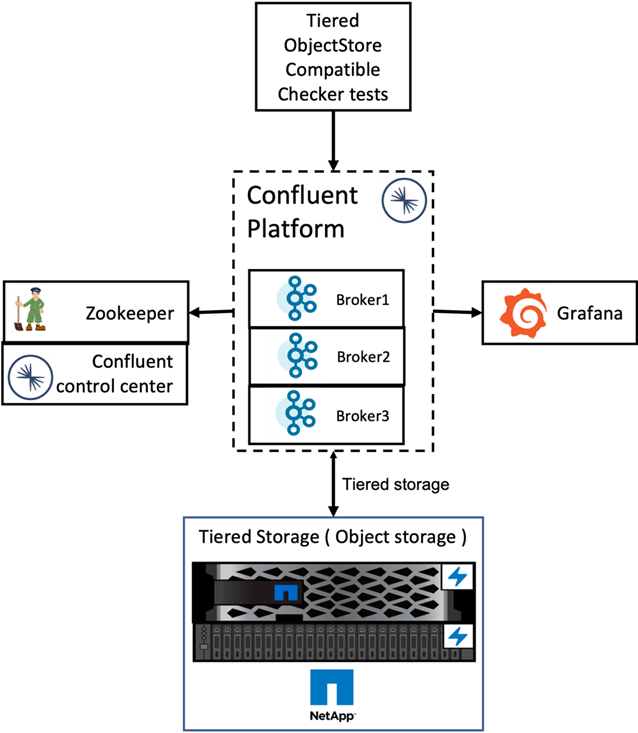 Tiered
ObjectStore
Compatible
Checker tests
Confluent
Platform
Broker1
Zookeeper
Grafana
Broker2
Confluent
control center
Broker3
Tiered storage
Tiered Storage ( Object storage )
NetApp